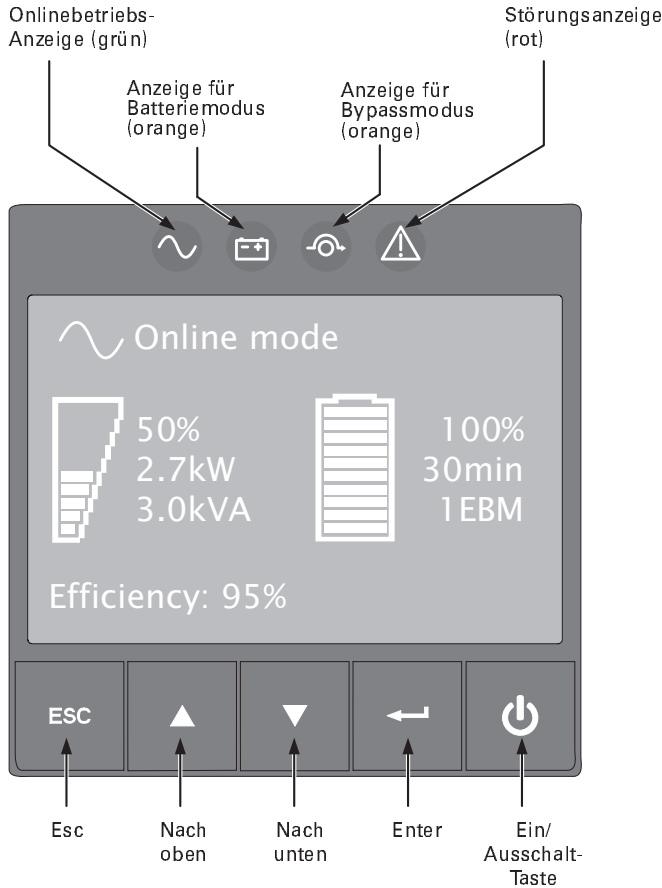 Onlinebetriebs-
Anzeige (grün)
Störungsanzeige
(rot)
Anzeige für
Batteriemodus
(orange)
Anzeige für
Bypassmodus
(orange)
Online mode
50%
2.7kW
3.0kVA
100%
30min
1EBM
Efficiency: 95%
ESC
Esc
Nach
oben
Nach
unten
Enter
Ein/
Ausschalt-
Taste